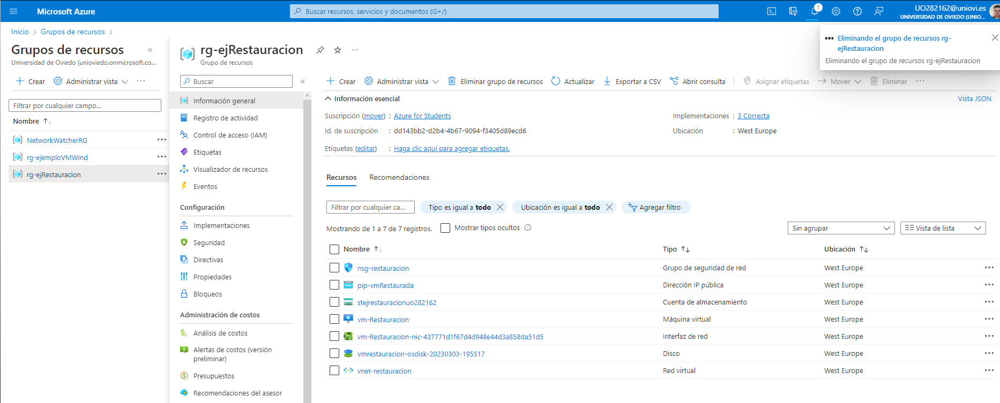 Microsoft Azure
Buscar recursos, servicios y documentos (G+/)
1
UO282162@uniovi.es
UNIVERSIDAD DE OVIEDO (UNIO...
Inicio > Grupos de recursos >
Grupos de recursos
Universidad de Oviedo (uniovi­edo.onmicrosoft.co...
Crear
Administrar vista
Filtrar por cualquier campo...
Nombre
NetworkWatcherRG
rg-ejemploVMWind
rg-ejRestauracion
rg-ejRestauracion
Grupo de recursos
Buscar
Información general
Registro de actividad
Control de acceso (IAM)
Etiquetas
Visualizador de recursos
Eventos
Configuración
Implementaciones
Seguridad
Directivas
Propiedades
Bloqueos
Administración de costos
Análisis de costos
Alertas de costos (versión
preliminar)
Presupuestos
Recomendaciones del asesor
Eliminando el grupo de recursos rg-
ejRestauracion
Eliminando el grupo de recursos rg-ejRestauracion
Crear
Administrar vista
Eliminar grupo de recursos
Actualizar
Exportar a CSV
Abrir consulta
Asignar etiquetas
Mover
Eliminar
Información esencial
Vista JSON
Suscripción (mover) : Azure for Students
Id. de suscripción : dd143bb2-d2b4-4b67-9094-f3405d89ecd6
Etiquetas (editar) : Haga clic aquí para agregar etiquetas.
Implementaciones : 3 Correcta
Ubicación : West Europe
Recursos Recomendaciones
Filtrar por cualquier ca...
Tipo es igual a todo
Ubicación es igual a todo
Agregar filtro
Mostrando de 1 a 7 de 7 registros.
Mostrar tipos ocultos
Sin agrupar
Vista de lista
Nombre Tipo Ubicación
nsg-restauracion Grupo de seguridad de red West Europe
pip-vmRestaurada Dirección IP pública West Europe
stejrestauracionuo282162 Cuenta de almacenamiento West Europe
vm-Restauracion Máquina virtual West Europe
vm-Restauracion-nic-437771d1f67d4d948e44d3a858da51d5 Interfaz de red West Europe
vmrestauracion-osdisk-20230303-195517 Disco West Europe
vnet-restauracion Red virtual West Europe